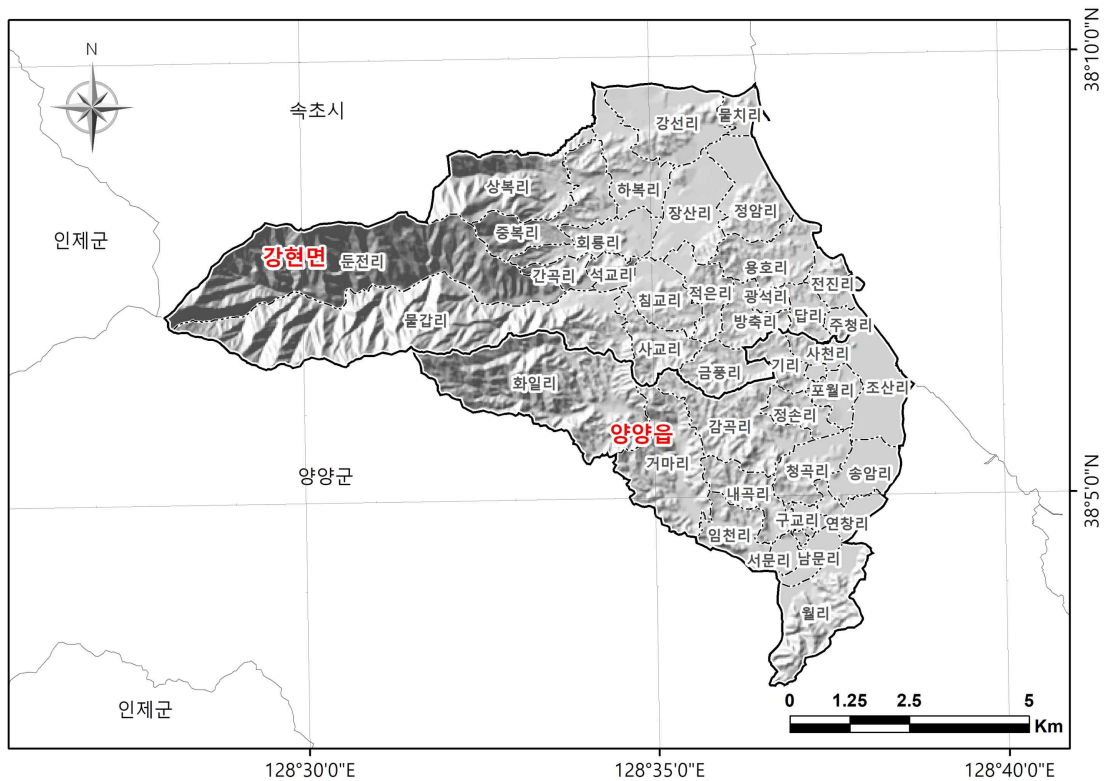 N
38°10'0"N
속초시
강선리
물치리
상복리
하복리
장산리
정암리
인제군
강현면
둔전리
중복리
회룡리
간곡리
석교리
용호리
전진리
침교리
적은리
광석리
답리
물갑리
방축리
주청리
사교리
금풍리
기리
사천리
화일리
포월리
조산리
양양읍
감곡리
정손리
거마리
양양군
청곡리
송암리
38°5'0"N
내곡리
임천리
구교리
연창리
서문리
남문리
월리
인제군
0 1.25 2.5 5
Km
128°30'0"E
128°35'0"E
128°40'0"E